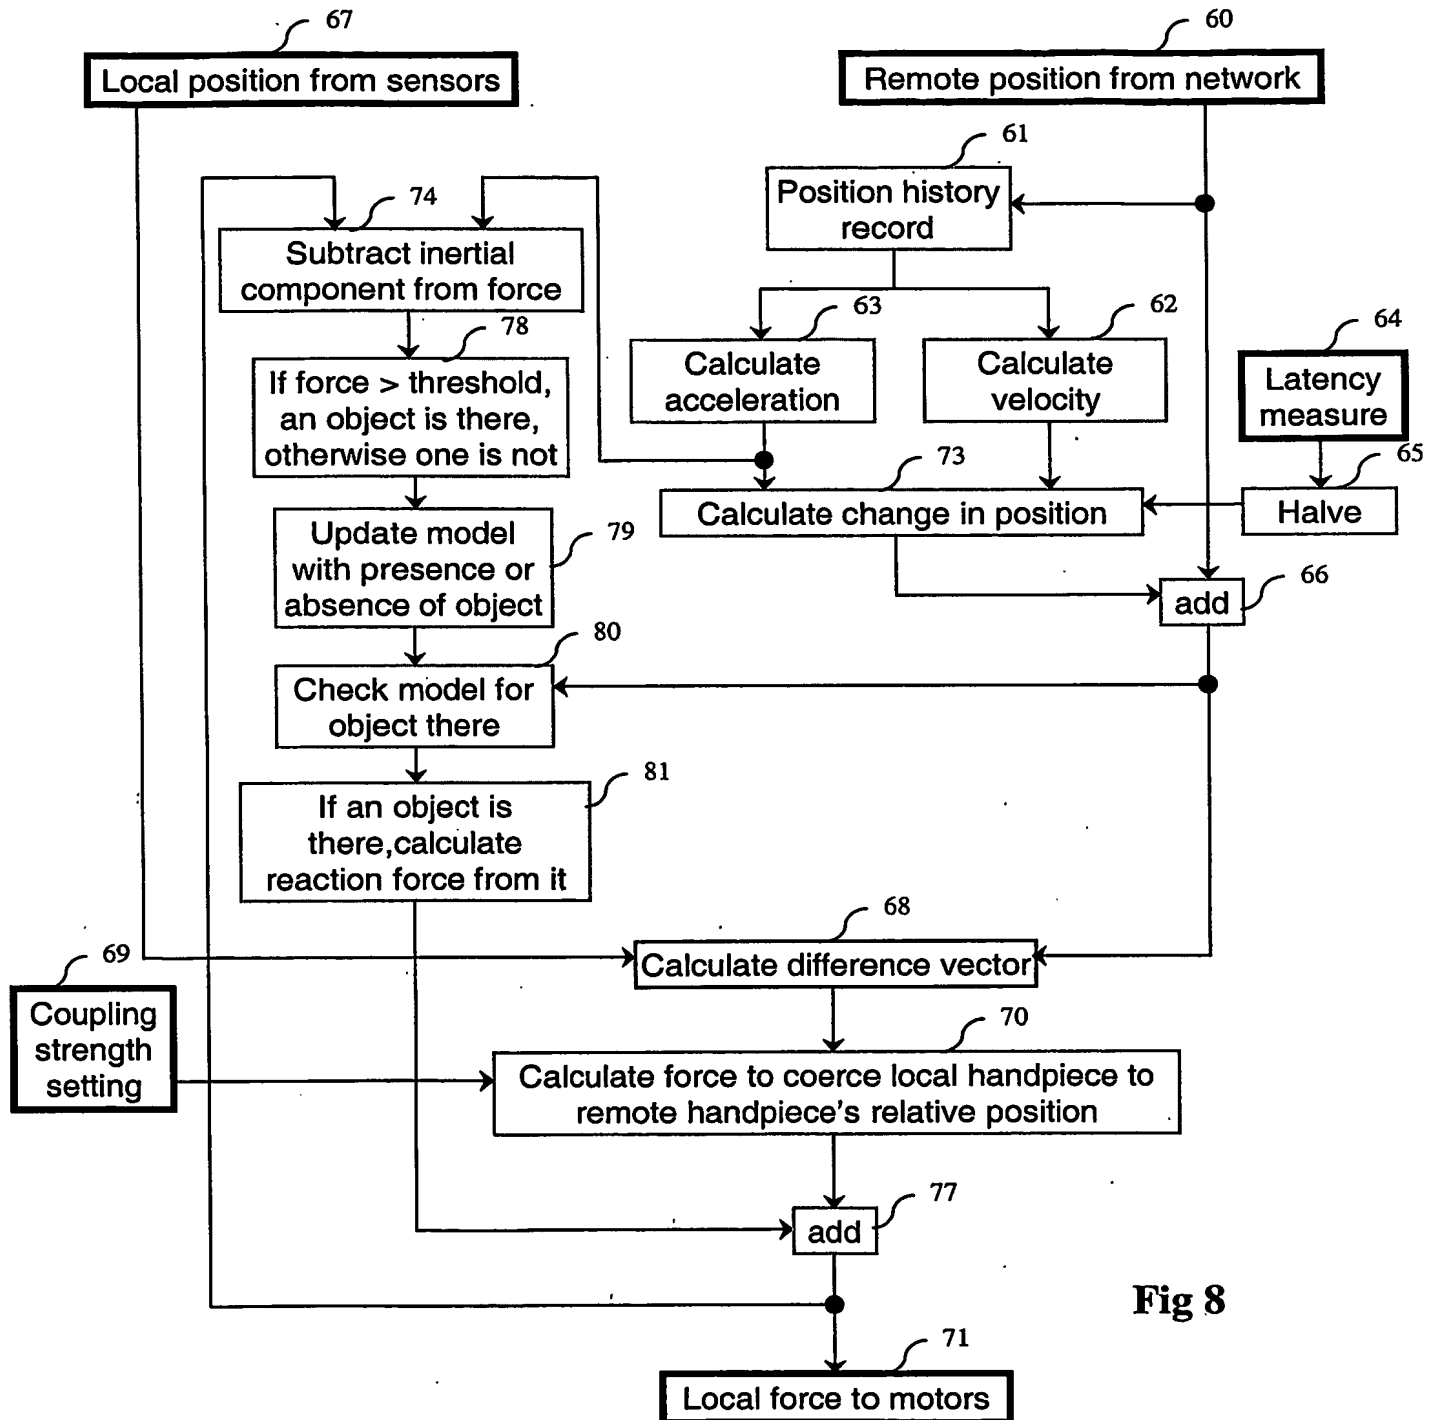 67
60
Local position from sensors
Remote position from network
61
Position history
record
74
Subtract inertial
component from force
63
62
64
78
Calculate
acceleration
Calculate
velocity
Latency
measure
If force > threshold,
an object is there,
otherwise one is not
73
65
Calculate change in position
Halve
Update model
with presence or
absence of object
79
66
add
80
Check model for
object there
81
If an object is
there,calculate
reaction force from it
68
69
Calculate difference vector
Coupling
strength
setting
70
Calculate force to coerce local handpiece to
remote handpiece's relative position
77
add
Fig 8
71
Local force to motors